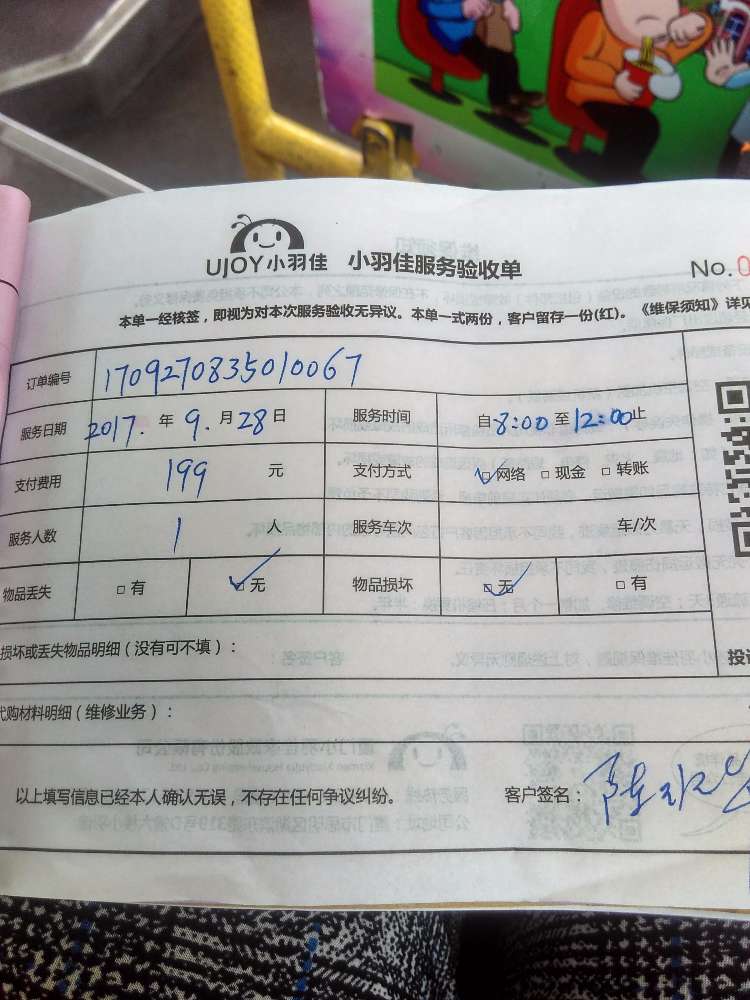 UJOY小羽佳 小羽佳服务验收单 No.0
本单一经核签，即视为对本次服务验收无异议。本单一式两份，客户留存一份(红)。《维保须知》详见
订单编号 1709270835010067
服务日期 2017. 年 9. 月 28 日 服务时间 自 8:00 至 12:00 止
支付费用 199 元 支付方式 ☑网络 □现金 □转账
服务人数 1 人 服务车次 车/次
物品丢失 □有 ☑无 物品损坏 ☑无 □有
损坏或丢失物品明细（没有可不填）：
投
代购材料明细（维修业务）：
以上填写信息已经本人确认无误，不存在任何争议纠纷。 客户签名：陈